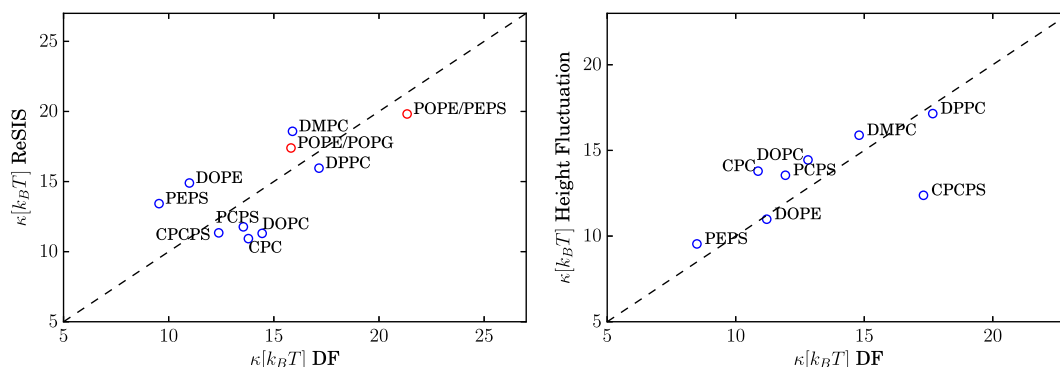 25
20
15
10
5
5
10
15
20
25
κ[k_BT] ReSIS
κ[k_BT] DF
POPE/PEPS
DMPC
POPE/POPG
DPPC
DOPE
PEPS
PCPS
DOPC
CPCPS
CPC
20
15
10
5
5
10
15
20
κ[k_BT] Height Fluctuation
κ[k_BT] DF
DPPC
DMPC
DOPC
CPC
PCPS
CPCPS
DOPE
PEPS